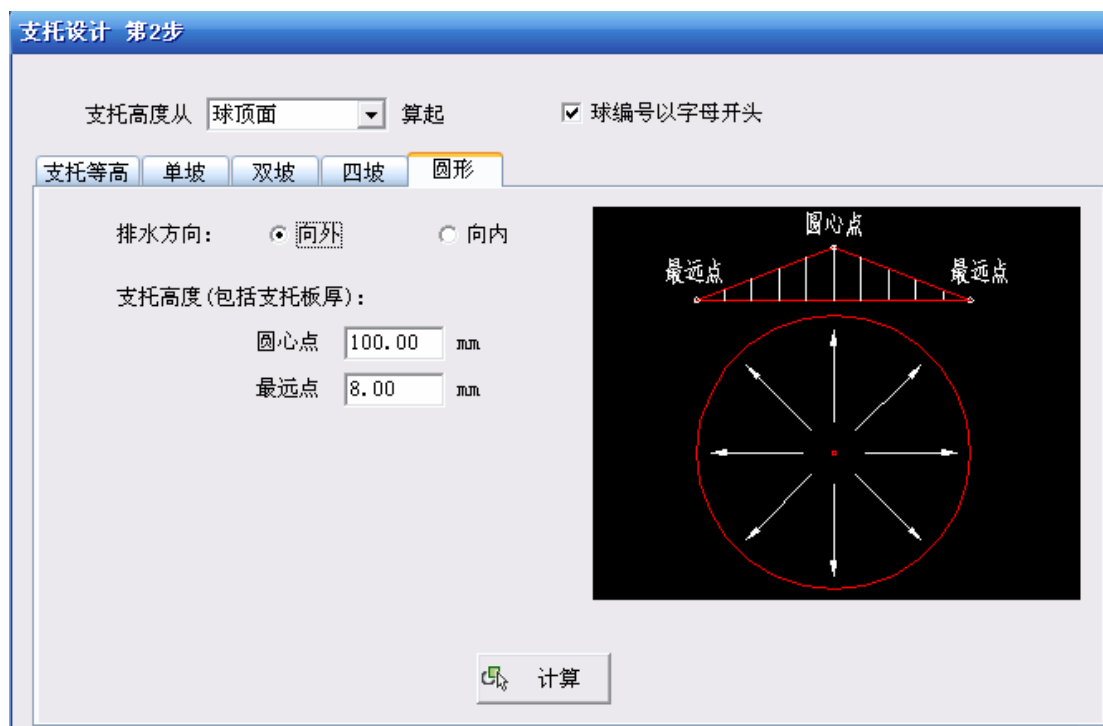 支托设计 第2步
支托高度从 球顶面 算起 球编号以字母开头
支托等高 单坡 双坡 四坡 圆形
排水方向: 向外 向内
支托高度(包括支托板厚):
圆心点 100.00 mm
最远点 8.00 mm
圆心点
最远点 最远点
计算